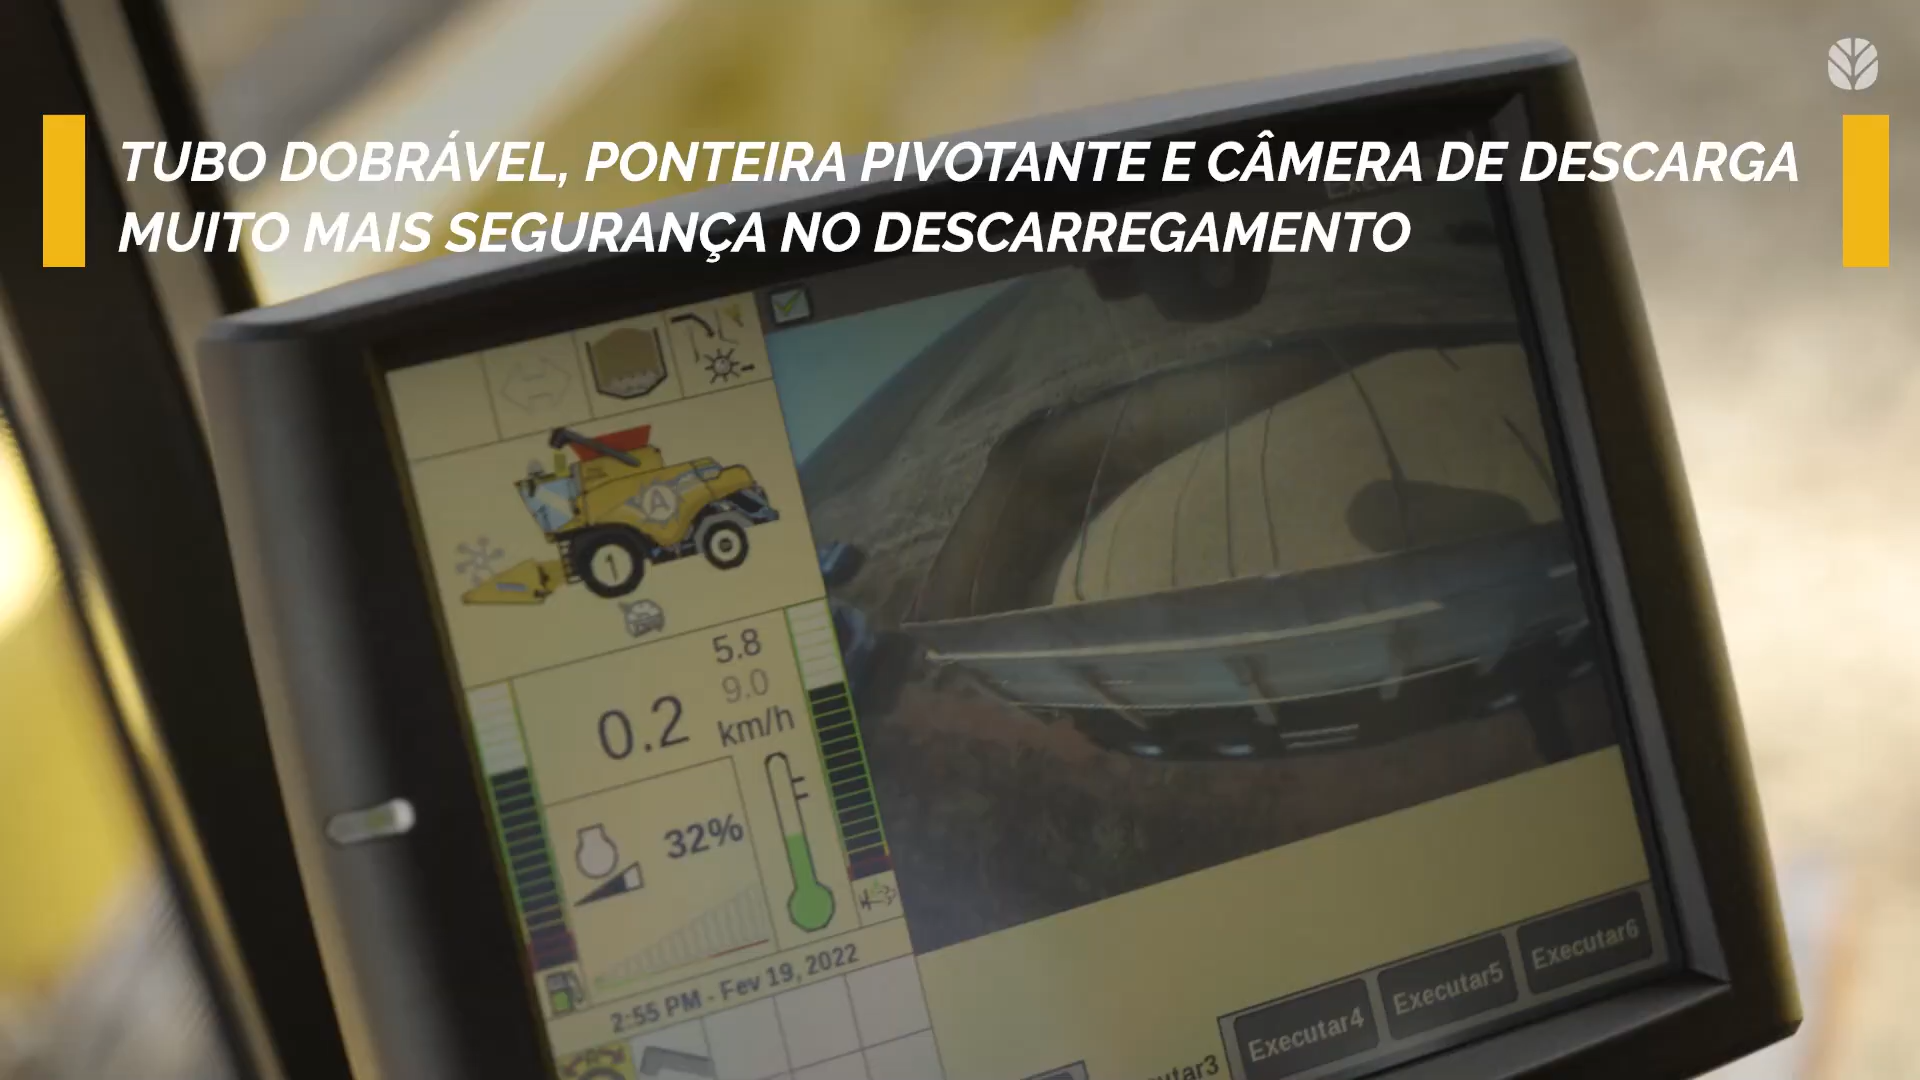 TUBO DOBRÁVEL, PONTEIRA PIVOTANTE E CÂMERA DE DESCARGA
MUITO MAIS SEGURANÇA NO DESCARREGAMENTO
A
1
5.8
9.0
0.2
km/h
32%
2:55 PM - Fev 19, 2022
Executar4
Executar5
Executar6